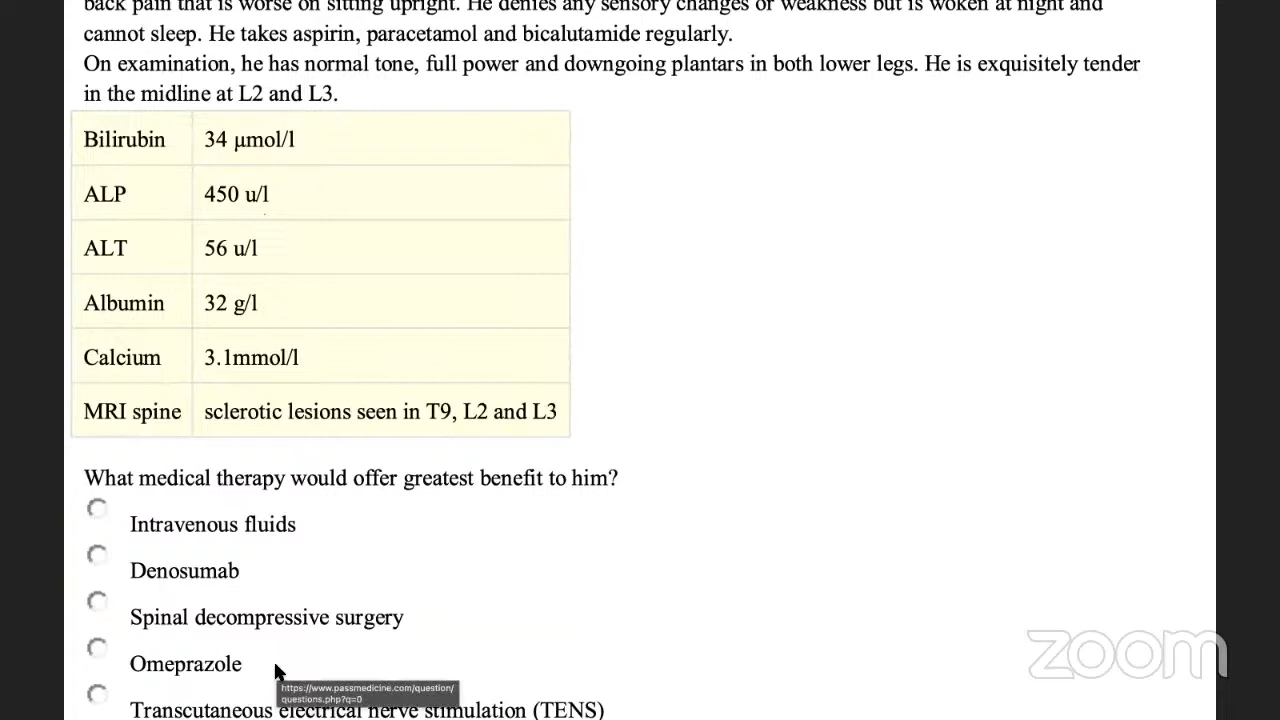 back pain that is worse on sitting upright. He denies any sensory changes or weakness but is woken at night and
cannot sleep. He takes aspirin, paracetamol and bicalutamide regularly.
On examination, he has normal tone, full power and downgoing plantars in both lower legs. He is exquisitely tender
in the midline at L2 and L3.
Bilirubin 34 μmol/l
ALP 450 u/l
ALT 56 u/l
Albumin 32 g/l
Calcium 3.1mmol/l
MRI spine sclerotic lesions seen in T9, L2 and L3
What medical therapy would offer greatest benefit to him?
Intravenous fluids
Denosumab
Spinal decompressive surgery
Omeprazole
https://www.passmedicine.com/question/
questions.php?q=0
Transcutaneous electrical nerve stimulation (TENS)
zoom